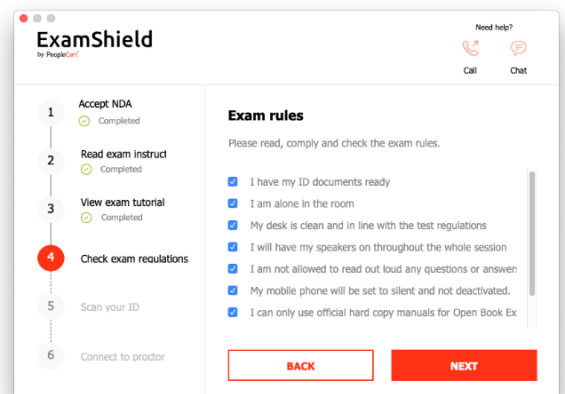 ExamShield
by PeopleCert
Need help?
Call
Chat
1
Accept NDA
Completed
2
Read exam instruct
Completed
3
View exam tutorial
Completed
4
Check exam regulations
5
Scan your ID
6
Connect to proctor
Exam rules
Please read, comply and check the exam rules.
I have my ID documents ready
I am alone in the room
My desk is clean and in line with the test regulations
I will have my speakers on throughout the whole session
I am not allowed to read out loud any questions or answers
My mobile phone will be set to silent and not deactivated.
I can only use official hard copy manuals for Open Book Ex
BACK
NEXT